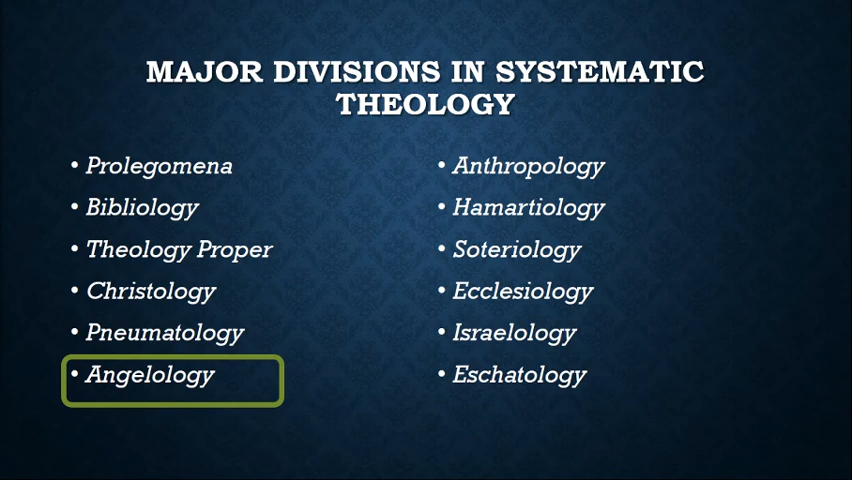 MAJOR DIVISIONS IN SYSTEMATIC
THEOLOGY
• Prolegomena
• Bibliology
• Theology Proper
• Christology
• Pneumatology
• Angelology
• Anthropology
• Hamartiology
• Soteriology
• Ecclesiology
• Israelology
• Eschatology